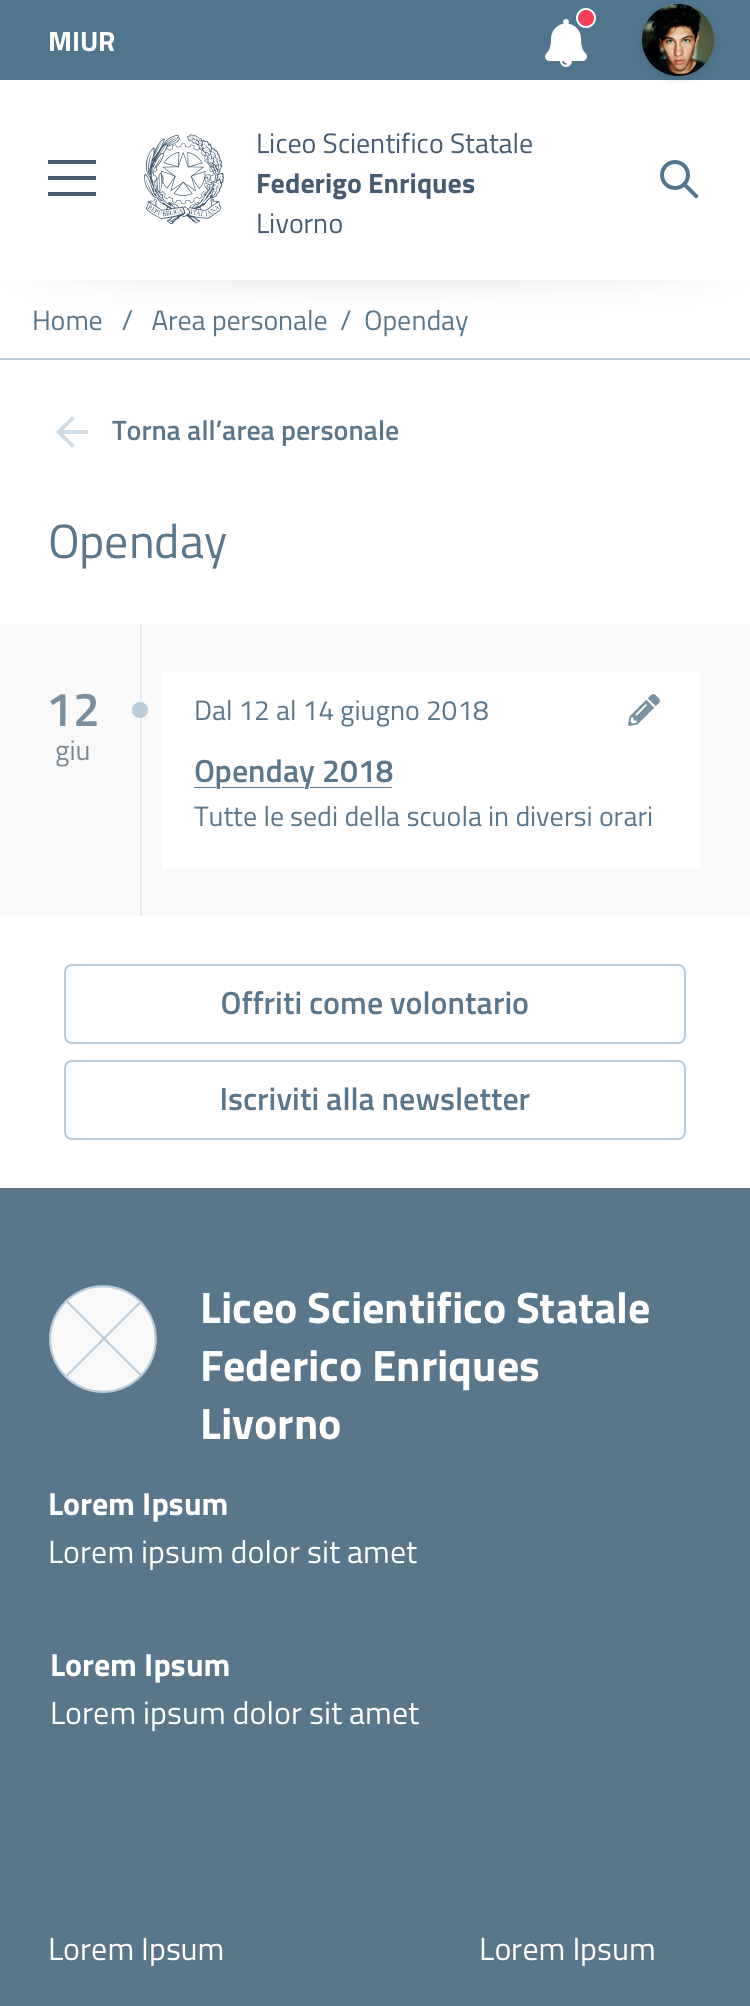 MIUR
Liceo Scientifico Statale
Federigo Enriques
Livorno
REPVBBLICA ITALIANA
Home / Area personale / Openday
Torna all’area personale
Openday
12
giu
Dal 12 al 14 giugno 2018
Openday 2018
Tutte le sedi della scuola in diversi orari
Offriti come volontario
Iscriviti alla newsletter
Liceo Scientifico Statale
Federico Enriques
Livorno
Lorem Ipsum
Lorem ipsum dolor sit amet
Lorem Ipsum
Lorem ipsum dolor sit amet
Lorem Ipsum Lorem Ipsum